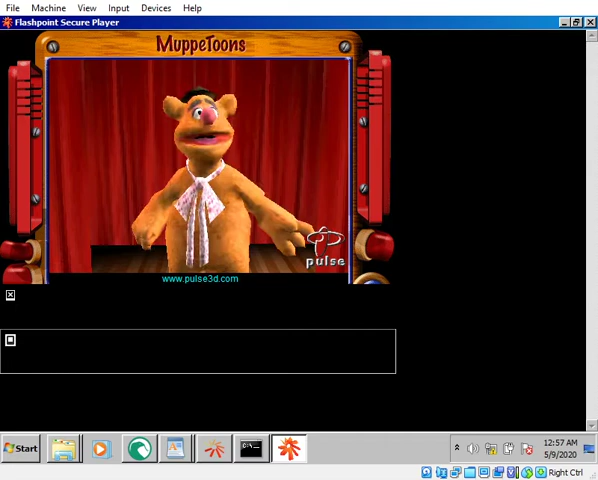 File Machine View Input Devices Help
Flashpoint Secure Player
MuppeToons
pulse
www.pulse3d.com
Start
C:\
12:57 AM
5/9/2020
Right Ctrl